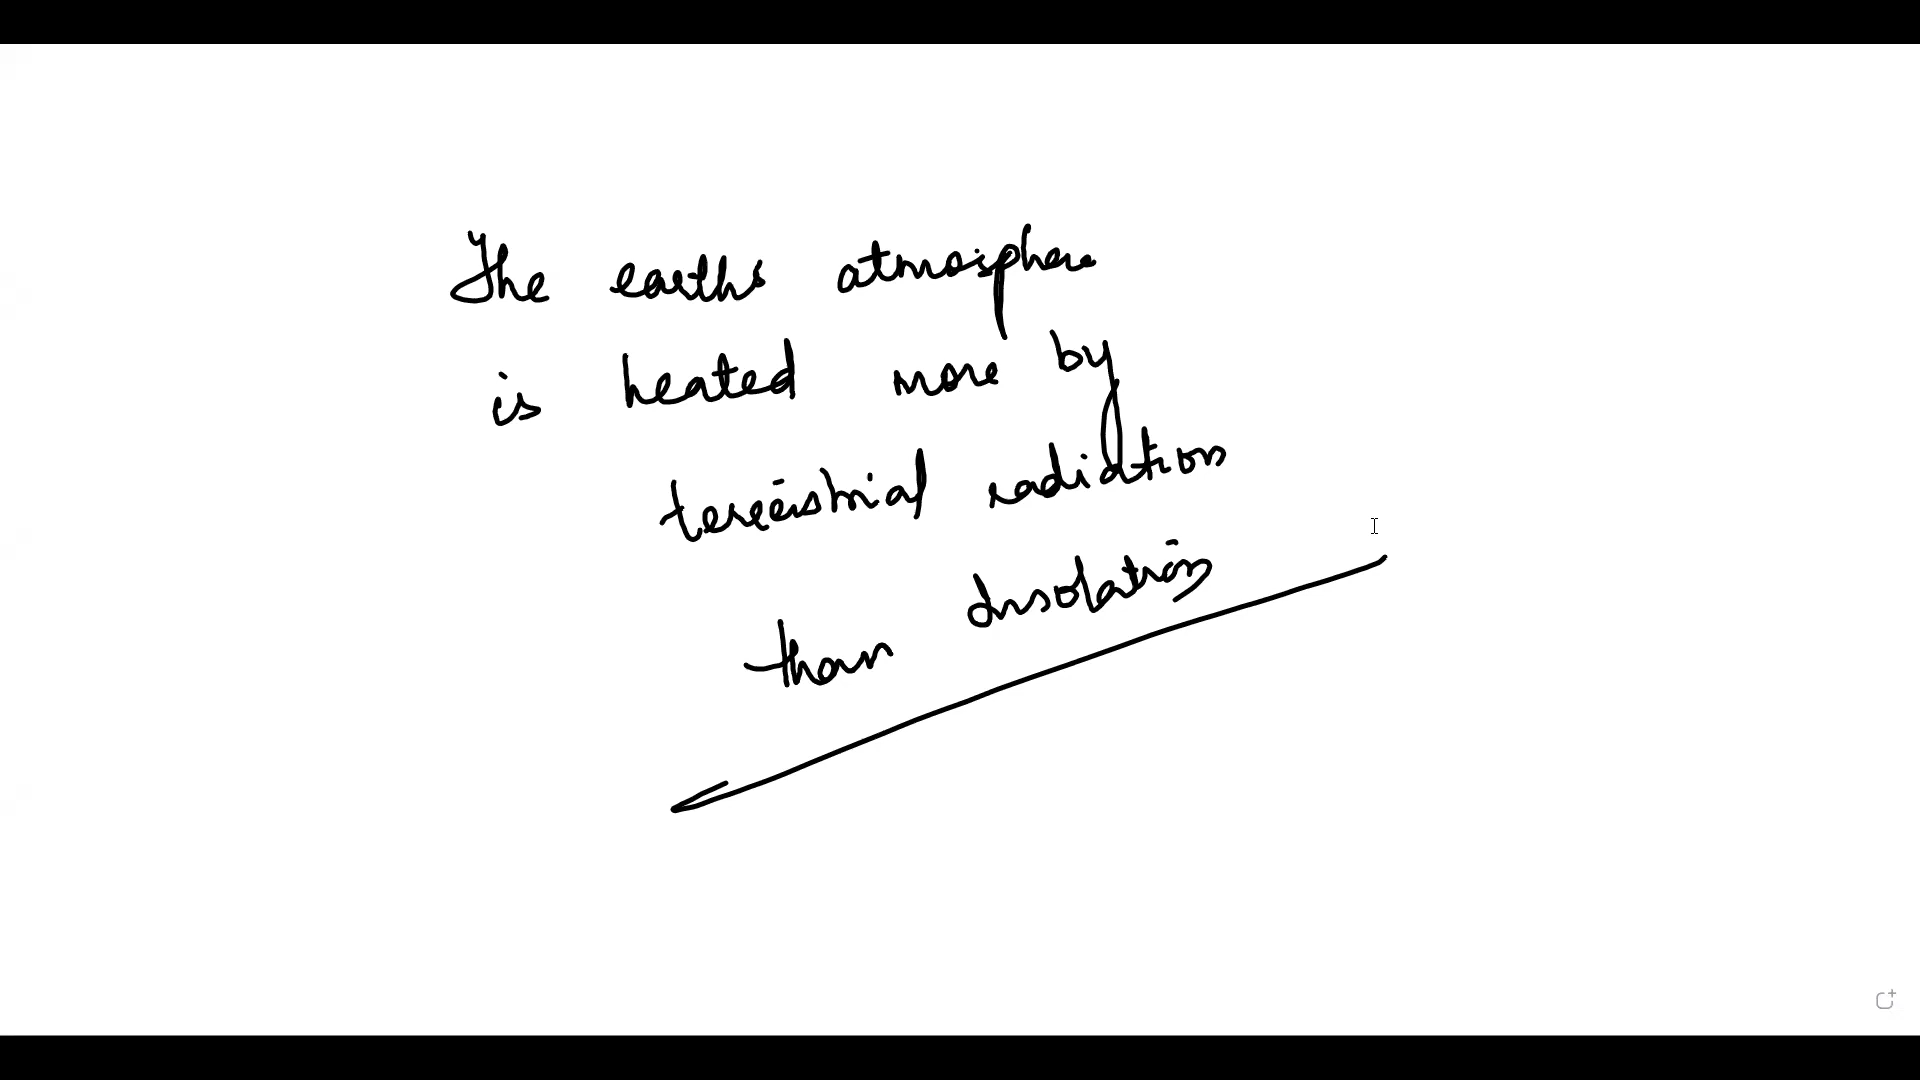 The earths atmosphere
is heated more by
terrestrial radiation
than Insolation